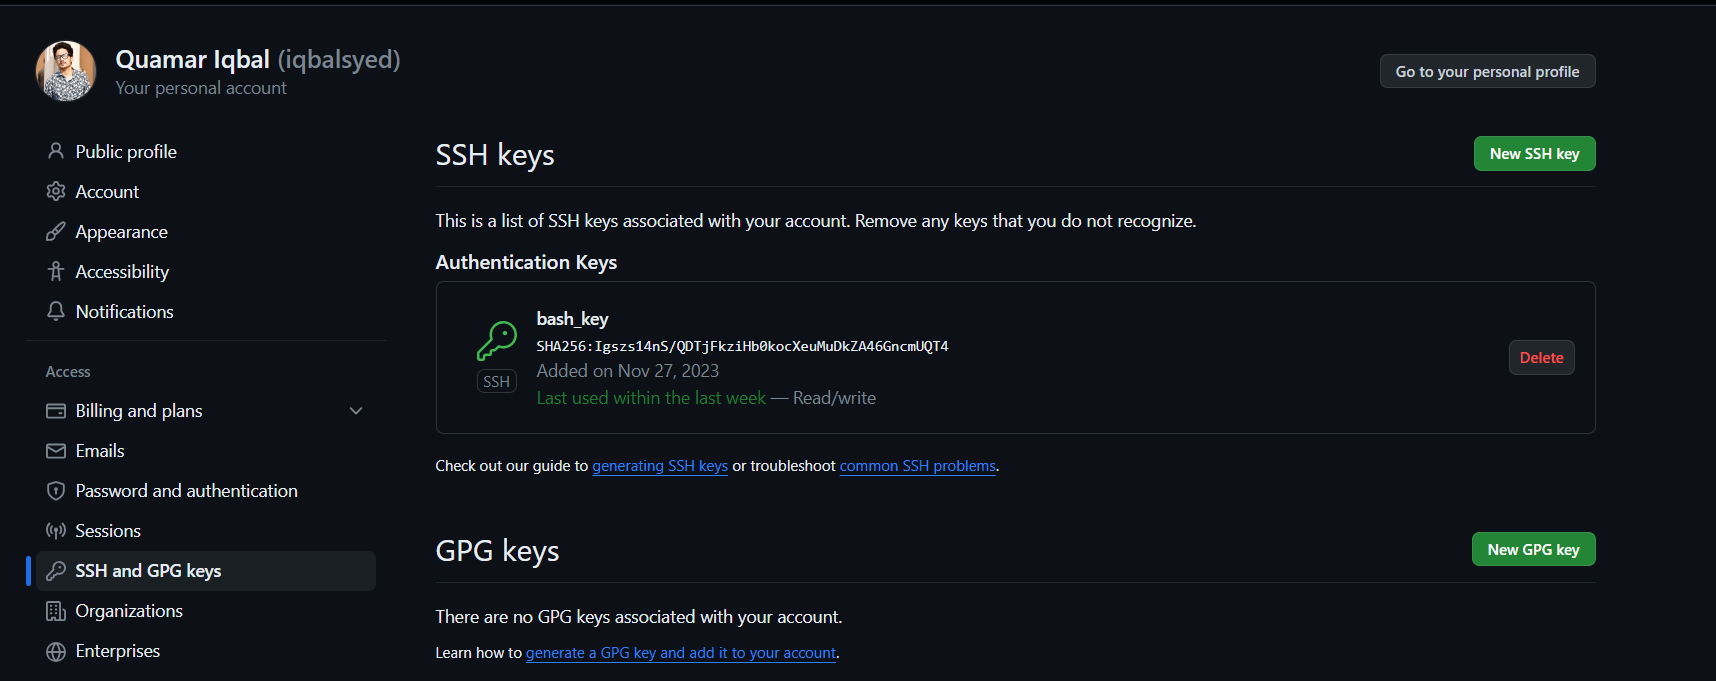 Quamar Iqbal (iqbalsyed)
Your personal account
Go to your personal profile
Public profile
Account
Appearance
Accessibility
Notifications
Access
Billing and plans
Emails
Password and authentication
Sessions
SSH and GPG keys
Organizations
Enterprises
SSH keys
New SSH key
This is a list of SSH keys associated with your account. Remove any keys that you do not recognize.
Authentication Keys
bash_key
SHA256:Igszs14nS/QDTjFkziHb0kocXeuMuDkZA46GncmUQT4
Added on Nov 27, 2023
Last used within the last week — Read/write
SSH
Delete
Check out our guide to generating SSH keys or troubleshoot common SSH problems.
GPG keys
New GPG key
There are no GPG keys associated with your account.
Learn how to generate a GPG key and add it to your account.